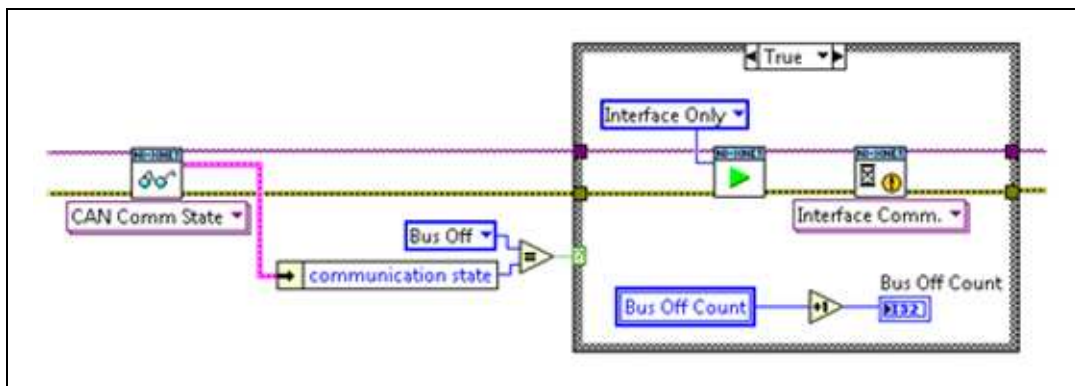 True
Interface Only
NI-XNET
NI-XNET
NI-XNET
CAN Comm State
Interface Comm.
Bus Off
=
communication state
Bus Off Count
Bus Off Count
+1
I32